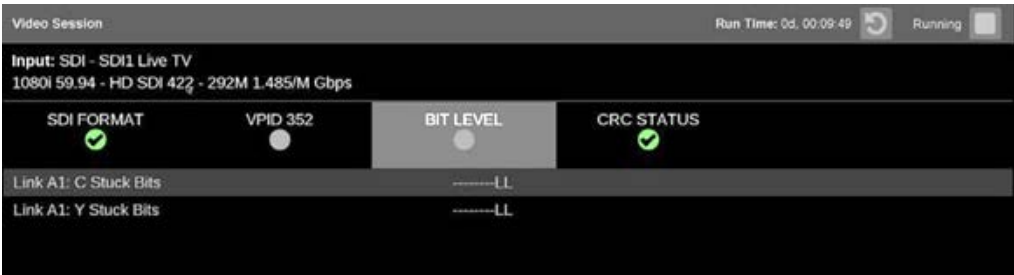 Video Session Run Time: 0d, 00:09:49 Running
Input: SDI - SDI1 Live TV
1080i 59.94 - HD SDI 422 - 292M 1.485/M Gbps
SDI FORMAT VPID 352 BIT LEVEL CRC STATUS
Link A1: C Stuck Bits --------LL
Link A1: Y Stuck Bits --------LL